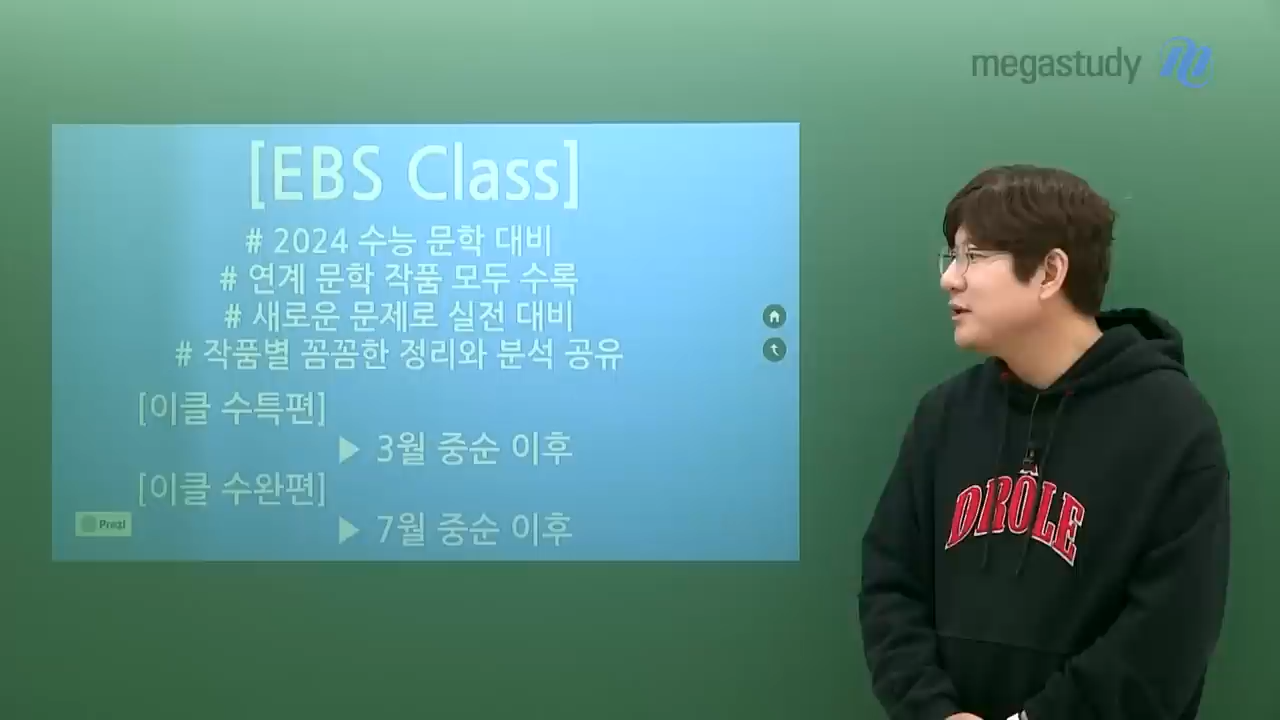 megastudy
[EBS Class]
# 2024 수능 문학 대비
# 연계 문학 작품 모두 수록
# 새로운 문제로 실전 대비
# 작품별 꼼꼼한 정리와 분석 공유
[이클 수특편]
▶ 3월 중순 이후
[이클 수완편]
▶ 7월 중순 이후
Prezi
DRÔLE